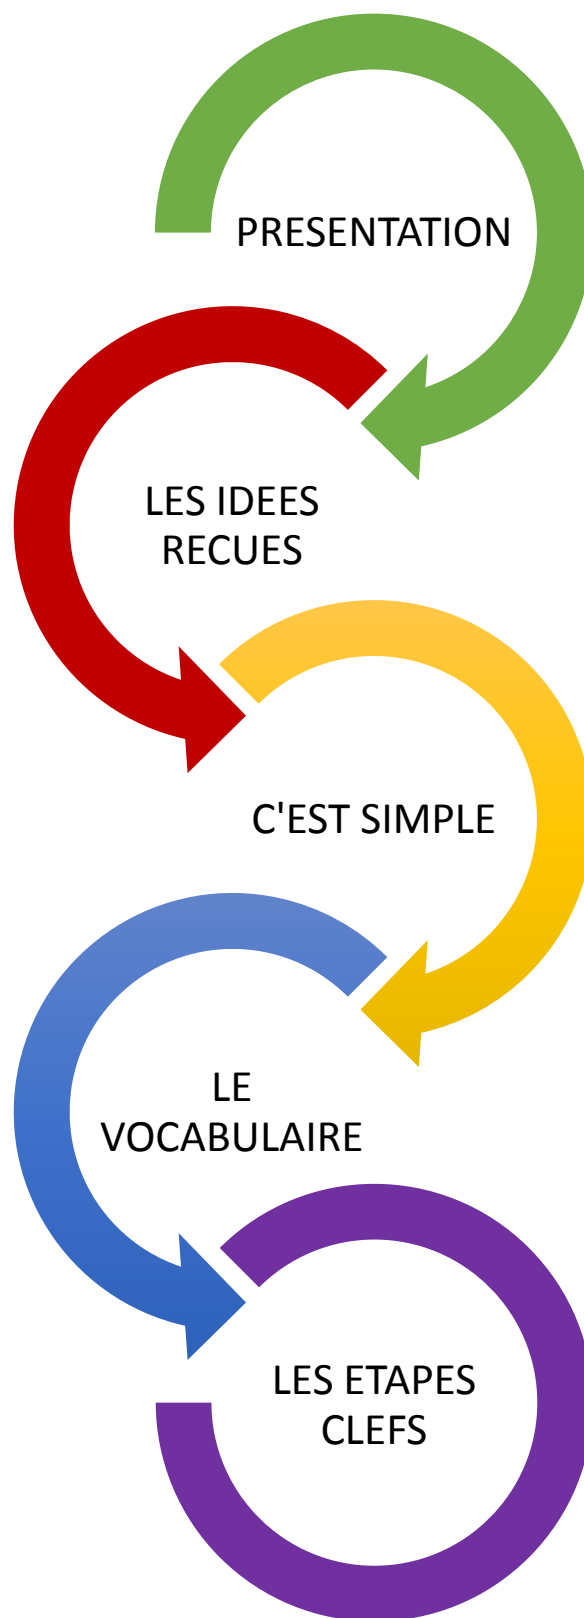 PRESENTATION
LES IDEES
RECUES
C'EST SIMPLE
LE
VOCABULAIRE
LES ETAPES
CLEFS